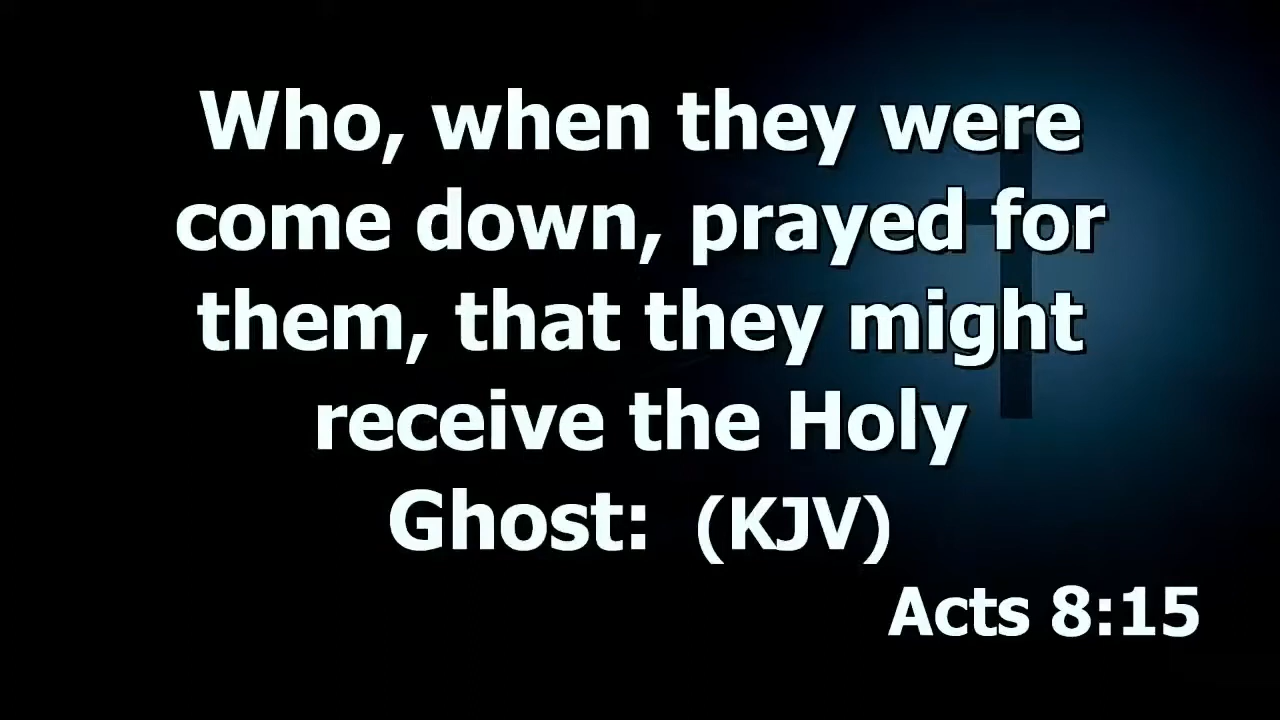 Who, when they were
come down, prayed for
them, that they might
receive the Holy
Ghost:  (KJV)
Acts 8:15